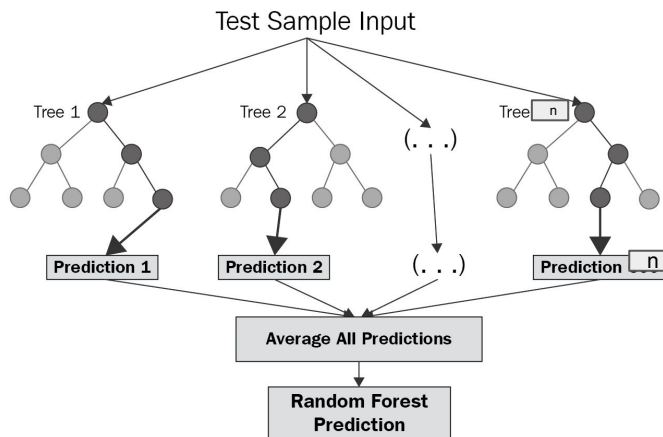 Test Sample Input
Tree 1
Tree 2
Tree n
(. . .)
Prediction 1
Prediction 2
(. . .)
Prediction n
Average All Predictions
Random Forest
Prediction